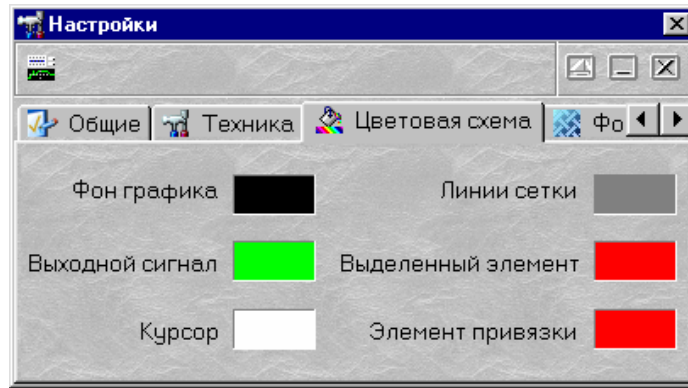 Настройки
Общие Техника Цветовая схема Фо
Фон графика Линии сетки
Выходной сигнал Выделенный элемент
Курсор Элемент привязки